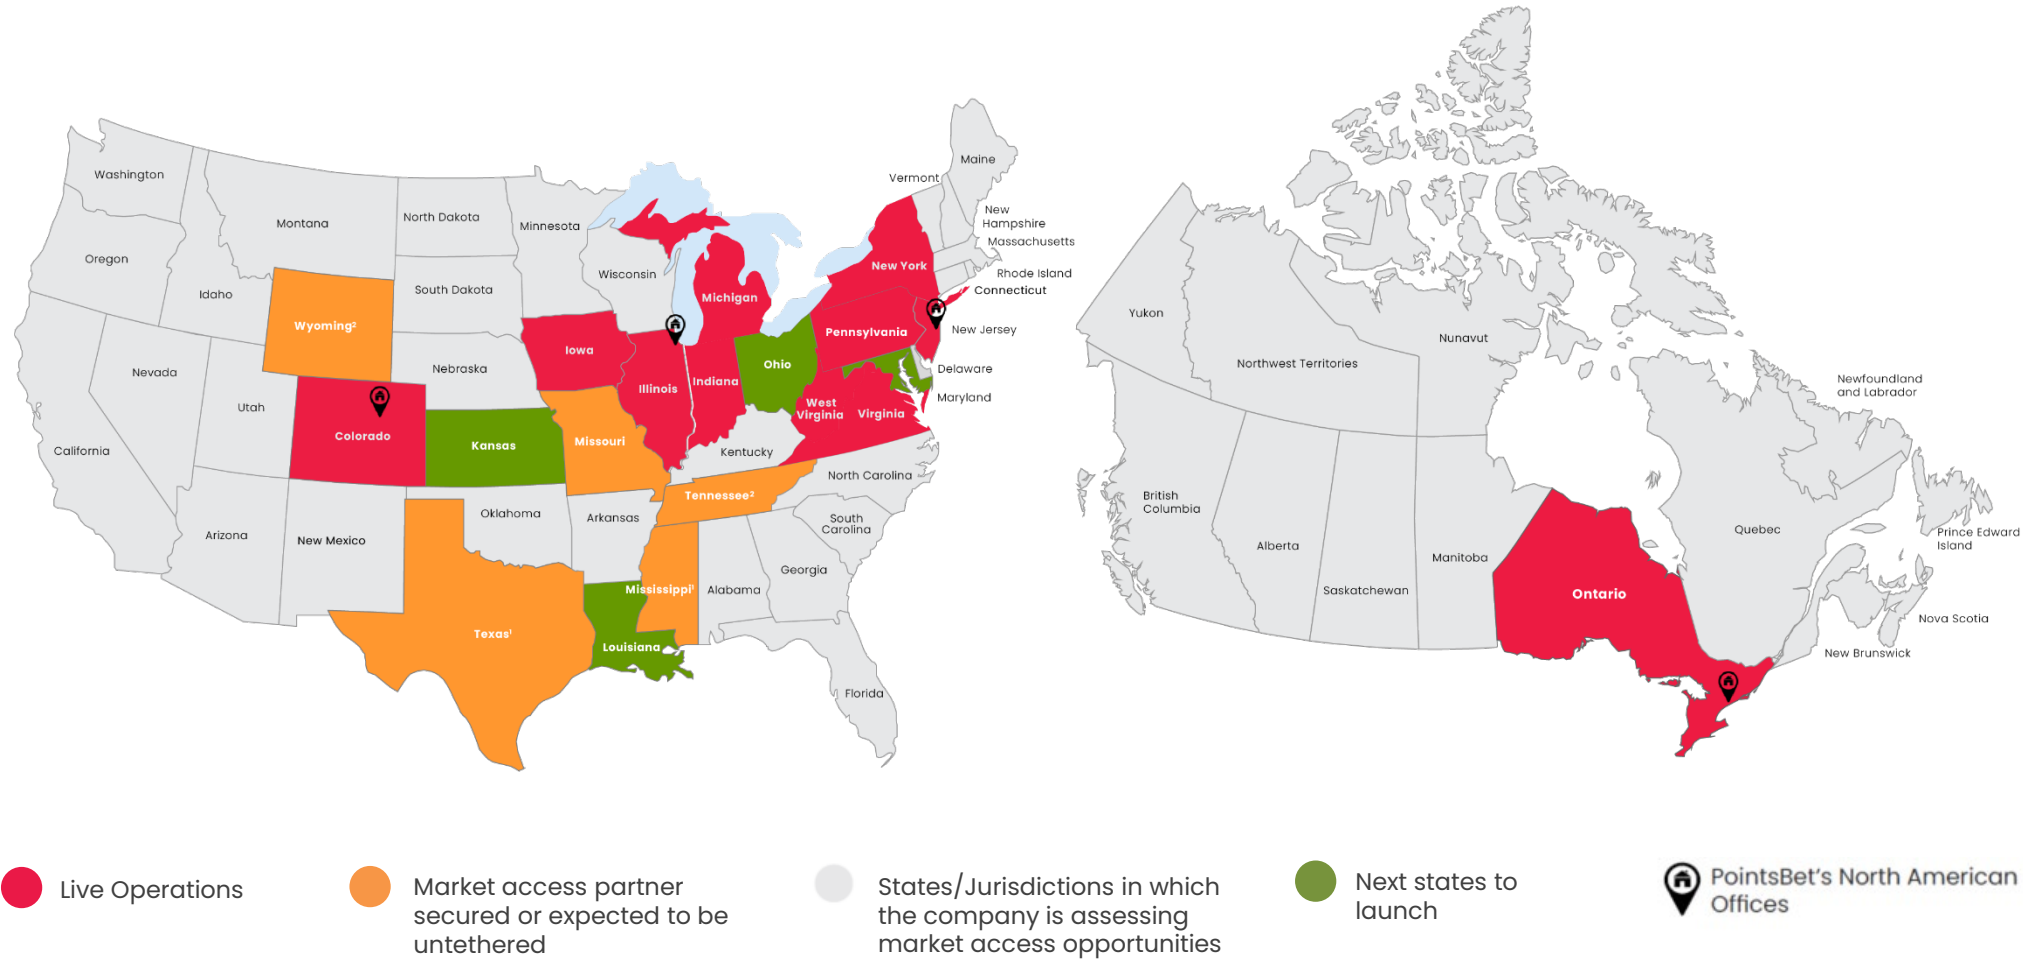 Washington
Montana
North Dakota
Minnesota
Vermont
Maine
New
Hampshire
Massachusetts
Oregon
Idaho
South Dakota
Wisconsin
Michigan
New York
Rhode Island
Connecticut
Wyoming²
Iowa
Pennsylvania
New Jersey
Nevada
Utah
Nebraska
Illinois
Indiana
Ohio
Delaware
Maryland
West
Virginia
Virginia
California
Colorado
Kansas
Missouri
Kentucky
North Carolina
Tennessee²
Arizona
New Mexico
Oklahoma
Arkansas
South
Carolina
Mississippi¹
Alabama
Georgia
Texas¹
Louisiana
Florida
Yukon
Northwest Territories
Nunavut
Newfoundland
and Labrador
British
Columbia
Alberta
Saskatchewan
Manitoba
Ontario
Quebec
Prince Edward
Island
Nova Scotia
New Brunswick
Live Operations
Market access partner
secured or expected to be
untethered
States/Jurisdictions in which
the company is assessing
market access opportunities
Next states to
launch
PointsBet's North American
Offices